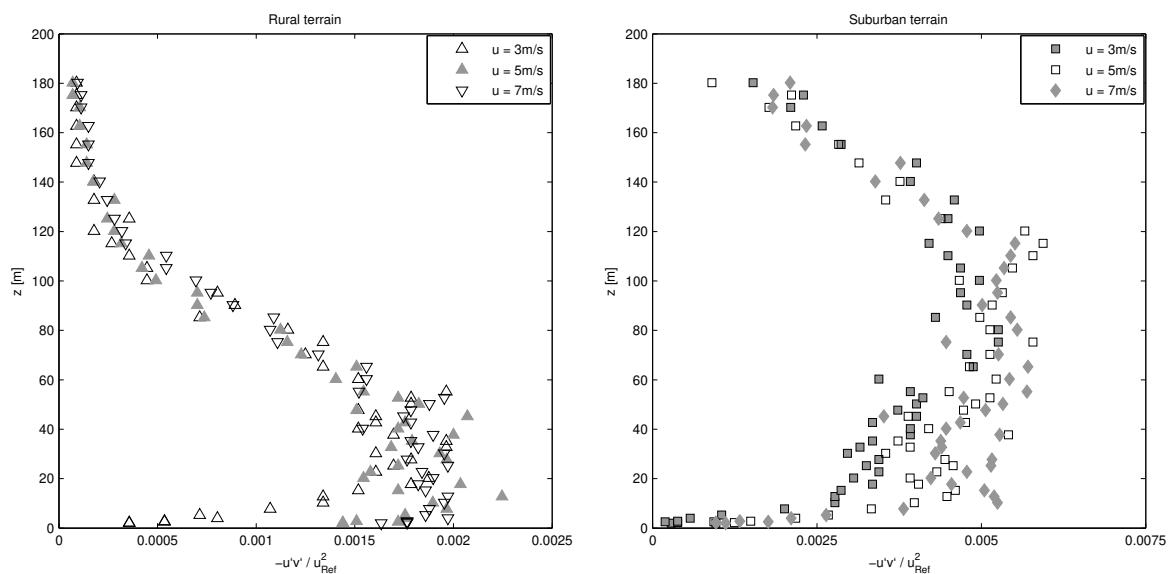 Rural terrain
200
180
160
140
120
100
80
60
40
20
0
z [m]
0 0.0005 0.001 0.0015 0.002 0.0025
−u'v' / u²Ref
u = 3m/s
u = 5m/s
u = 7m/s
Suburban terrain
200
180
160
140
120
100
80
60
40
20
0
z [m]
0 0.0025 0.005 0.0075
−u'v' / u²Ref
u = 3m/s
u = 5m/s
u = 7m/s